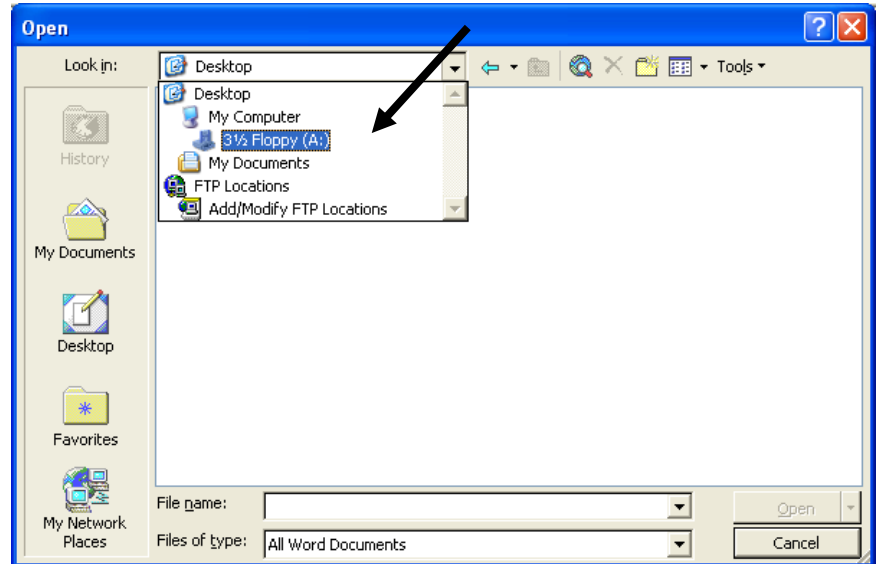 Open
Look in:
Desktop
Tools
Desktop
My Computer
3½ Floppy (A:)
My Documents
FTP Locations
Add/Modify FTP Locations
History
My Documents
Desktop
Favorites
My Network
Places
File name:
Open
Files of type:
All Word Documents
Cancel